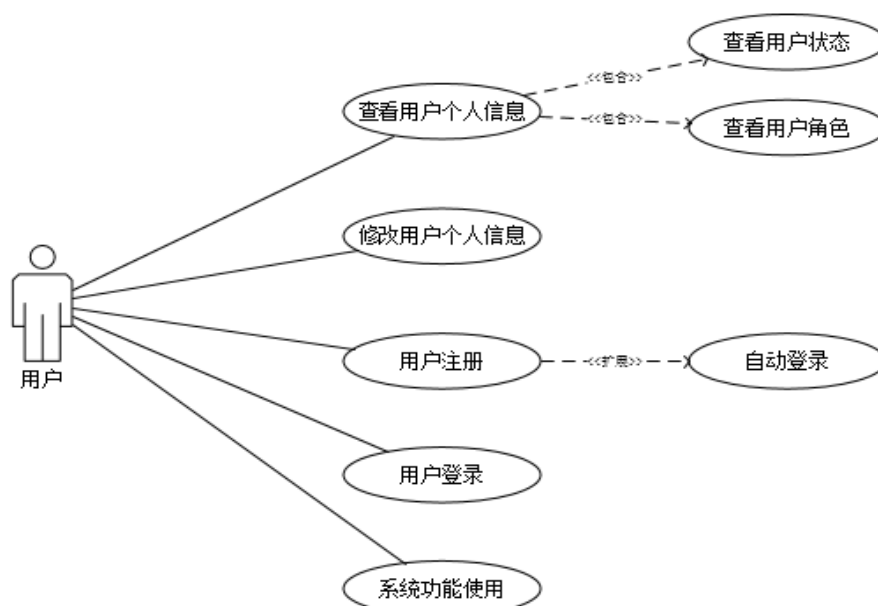 查看用户状态
<<包含>>
查看用户个人信息
<<包含>>
查看用户角色
修改用户个人信息
用户
用户注册
<<扩展>>
自动登录
用户登录
系统功能使用